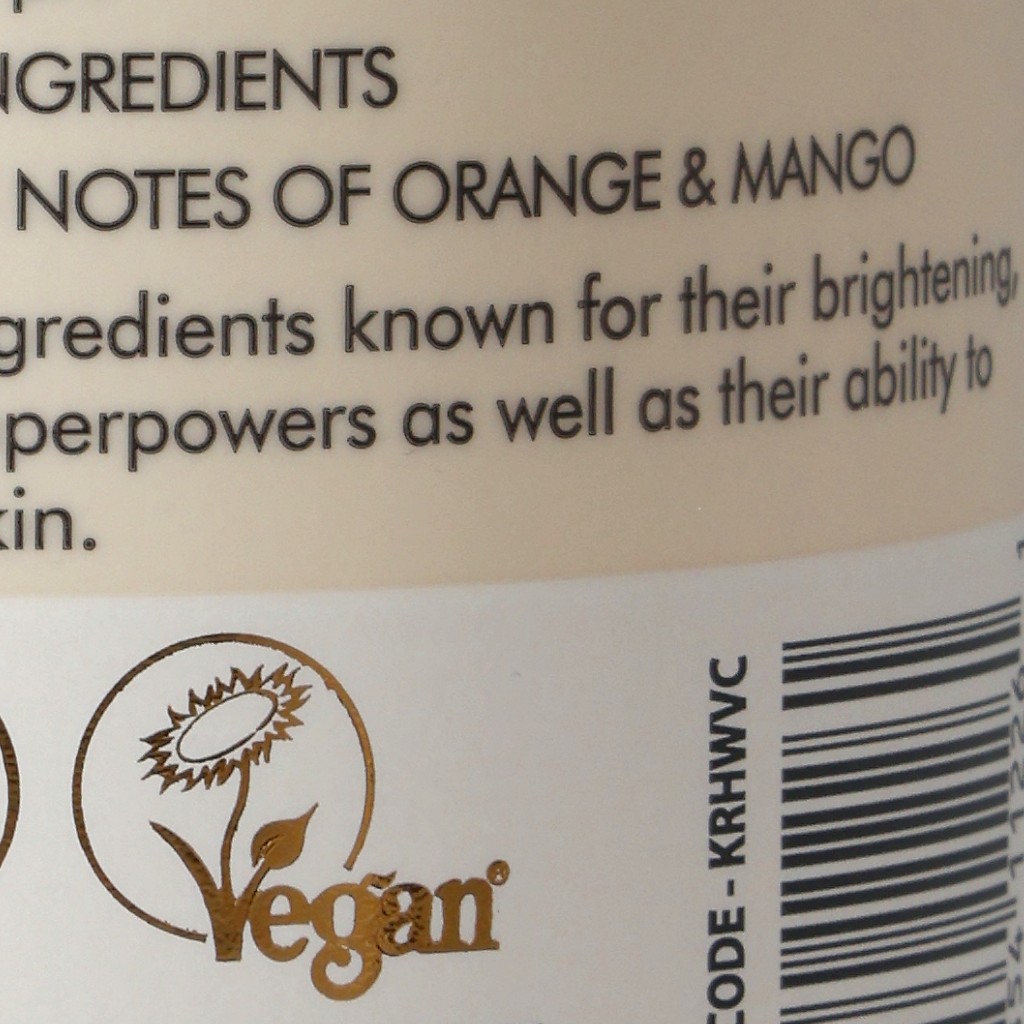 NGREDIENTS
NOTES OF ORANGE & MANGO
gredients known for their brightening,
perpowers as well as their ability to
kin.
Vegan
CODE - KRHWVC